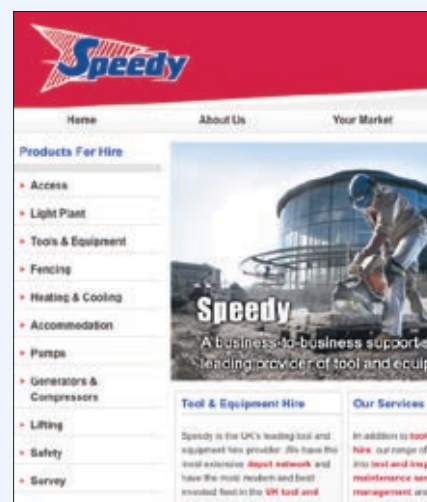 Speedy
Home About Us Your Market
Products For Hire
Access
Light Plant
Tools & Equipment
Fencing
Heating & Cooling
Accommodation
Pumps
Generators &
Compressors
Lifting
Safety
Survey
Speedy
A business-to-business support
leading provider of tool and equip
Tool & Equipment Hire
Our Services
Speedy is the UK's leading tool and
equipment hire provider. We have the
most extensive depot network and
have the most modern and best
invested fleet in the UK tool and
In addition to tool
hire our range of
into test and insp
maintenance ser
management and